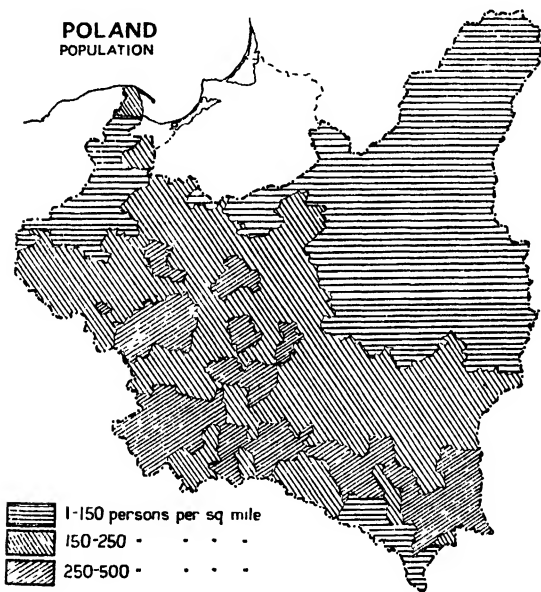 POLAND
POPULATION
1-150 persons per sq mile
150-250 " " " "
250-500 " " " "